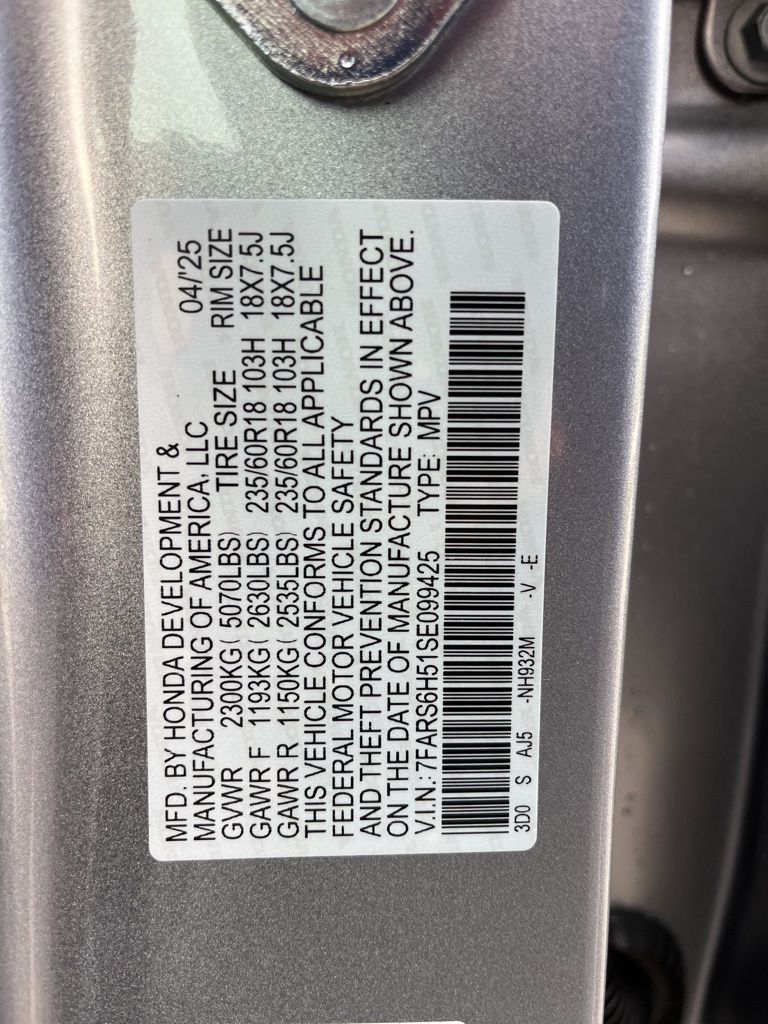 MFD. BY HONDA DEVELOPMENT &
MANUFACTURING OF AMERICA, LLC 04/'25
GVWR 2300KG( 5070LBS) TIRE SIZE RIM SIZE
GAWR F 1193KG( 2630LBS) 235/60R18 103H 18X7.5J
GAWR R 1150KG( 2535LBS) 235/60R18 103H 18X7.5J
THIS VEHICLE CONFORMS TO ALL APPLICABLE
FEDERAL MOTOR VEHICLE SAFETY
AND THEFT PREVENTION STANDARDS IN EFFECT
ON THE DATE OF MANUFACTURE SHOWN ABOVE.
V.I.N.: 7FARS6H51SE099425 TYPE: MPV
3D0 S AJ5 -NH932M -V -E